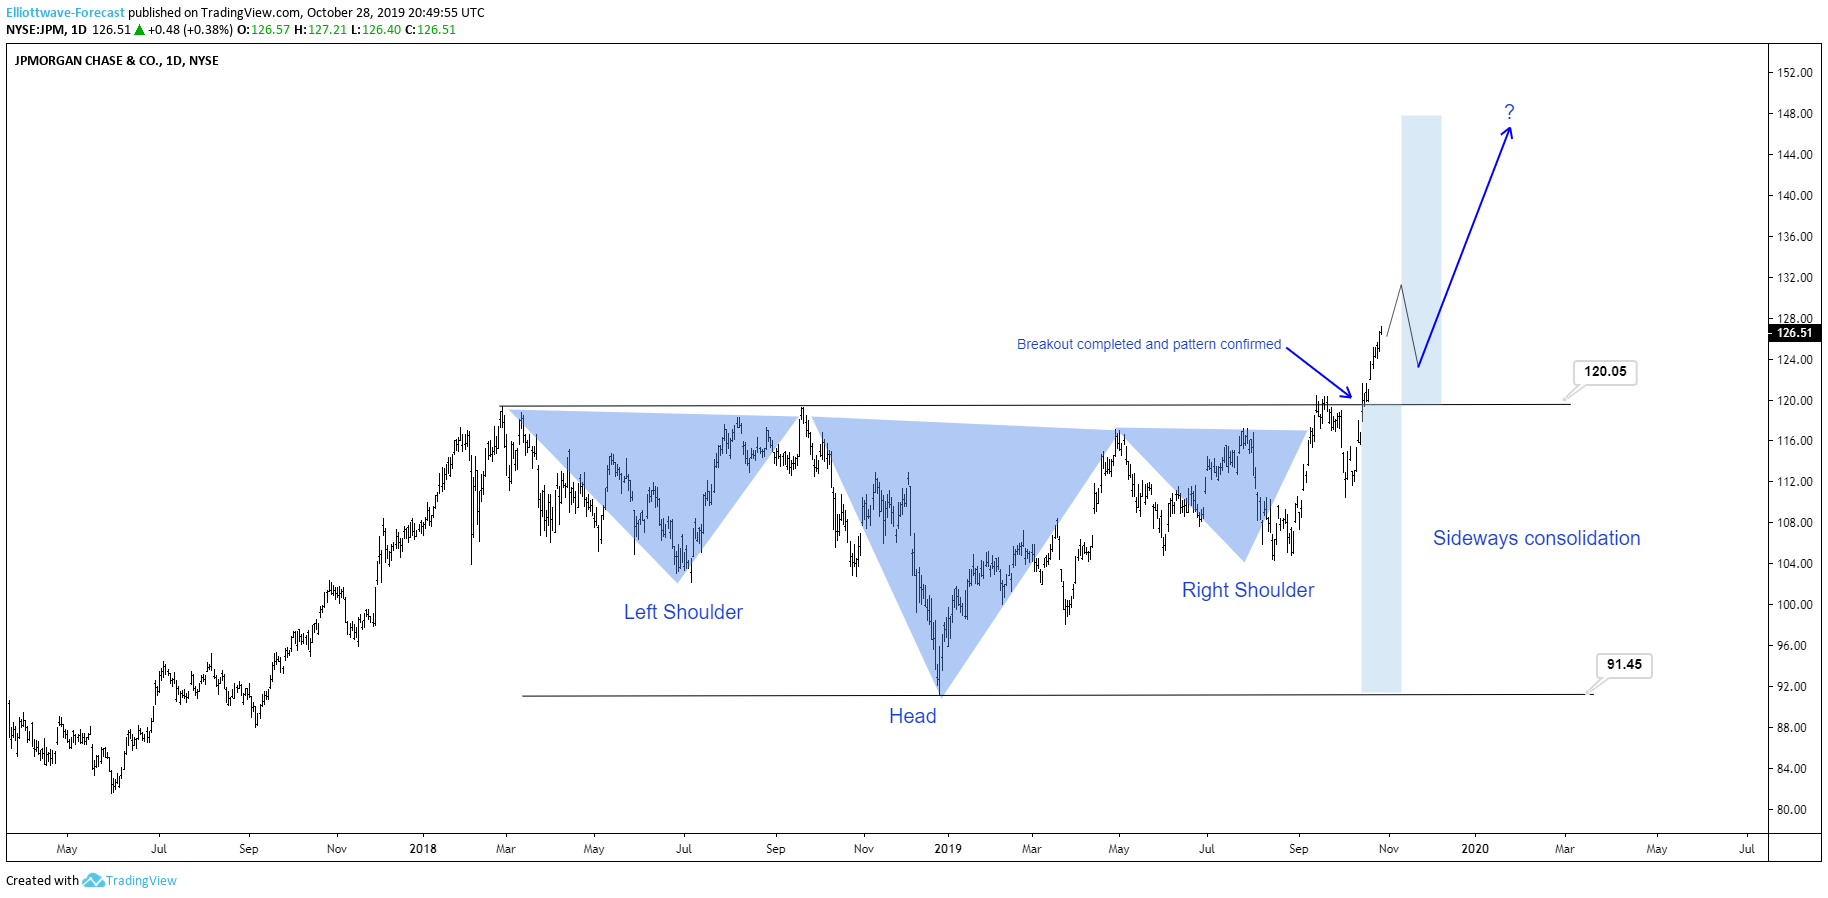 Elliottwave-Forecast published on TradingView.com, October 28, 2019 20:49:55 UTC
NYSE:JPM, 1D 126.51 ▲ +0.48 (+0.38%) O:126.57 H:127.21 L:126.40 C:126.51
JPMORGAN CHASE & CO., 1D, NYSE
152.00
?
148.00
144.00
140.00
136.00
132.00
128.00
126.51
Breakout completed and pattern confirmed
124.00
120.05
120.00
116.00
112.00
108.00
Sideways consolidation
104.00
Right Shoulder
100.00
Left Shoulder
96.00
91.45
92.00
Head
88.00
84.00
80.00
May Jul Sep Nov 2018 Mar May Jul Sep Nov 2019 Mar May Jul Sep Nov 2020 Mar May Jul
Created with TradingView